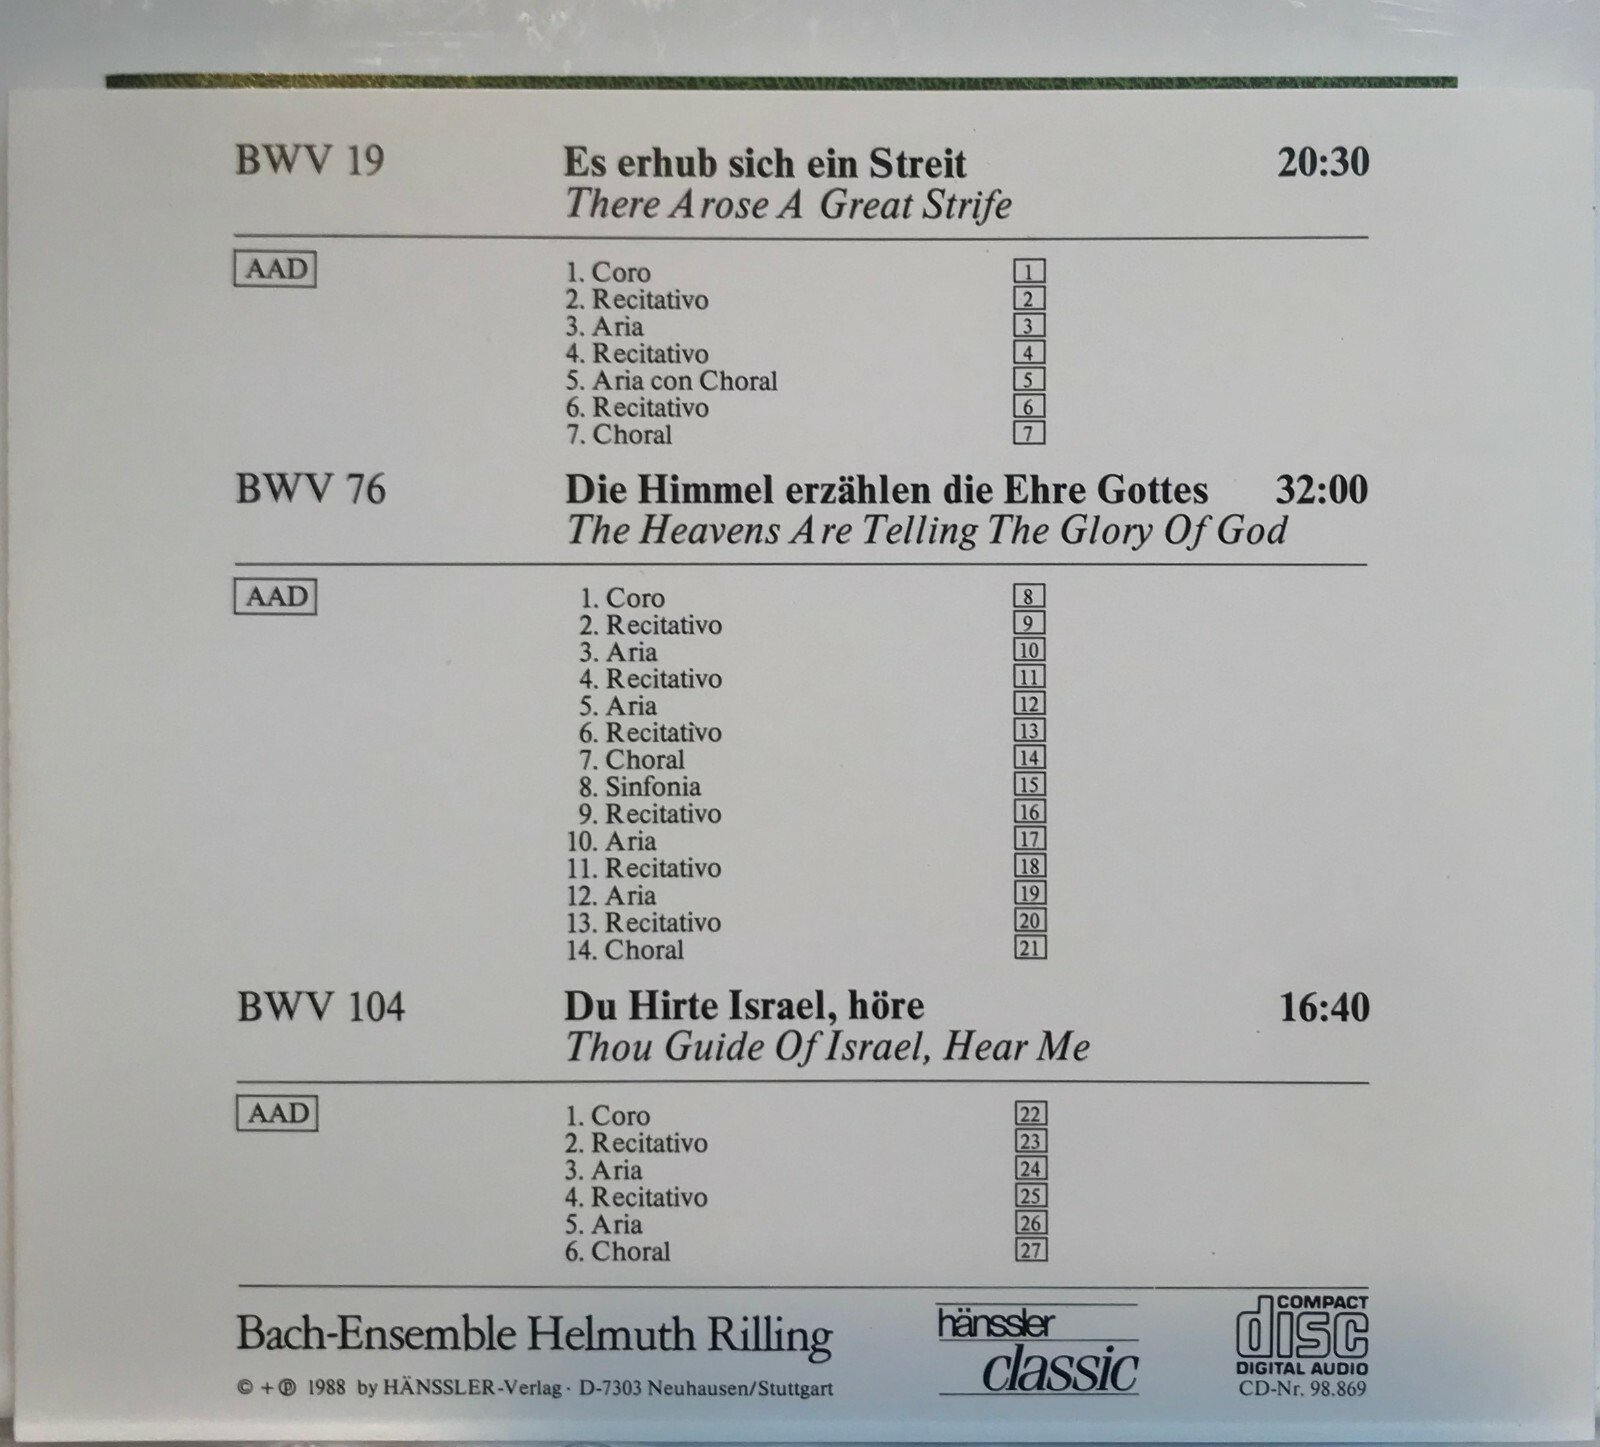 BWV 19 Es erhub sich ein Streit 20:30
There Arose A Great Strife
AAD
1. Coro 1
2. Recitativo 2
3. Aria 3
4. Recitativo 4
5. Aria con Choral 5
6. Recitativo 6
7. Choral 7
BWV 76 Die Himmel erzählen die Ehre Gottes 32:00
The Heavens Are Telling The Glory Of God
AAD
1. Coro 8
2. Recitativo 9
3. Aria 10
4. Recitativo 11
5. Aria 12
6. Recitativo 13
7. Choral 14
8. Sinfonia 15
9. Recitativo 16
10. Aria 17
11. Recitativo 18
12. Aria 19
13. Recitativo 20
14. Choral 21
BWV 104 Du Hirte Israel, höre 16:40
Thou Guide Of Israel, Hear Me
AAD
1. Coro 22
2. Recitativo 23
3. Aria 24
4. Recitativo 25
5. Aria 26
6. Choral 27
Bach-Ensemble Helmuth Rilling
© + ℗ 1988 by HÄNSSLER-Verlag · D-7303 Neuhausen/Stuttgart
hänssler
classic
COMPACT
disc
DIGITAL AUDIO
CD-Nr. 98.869